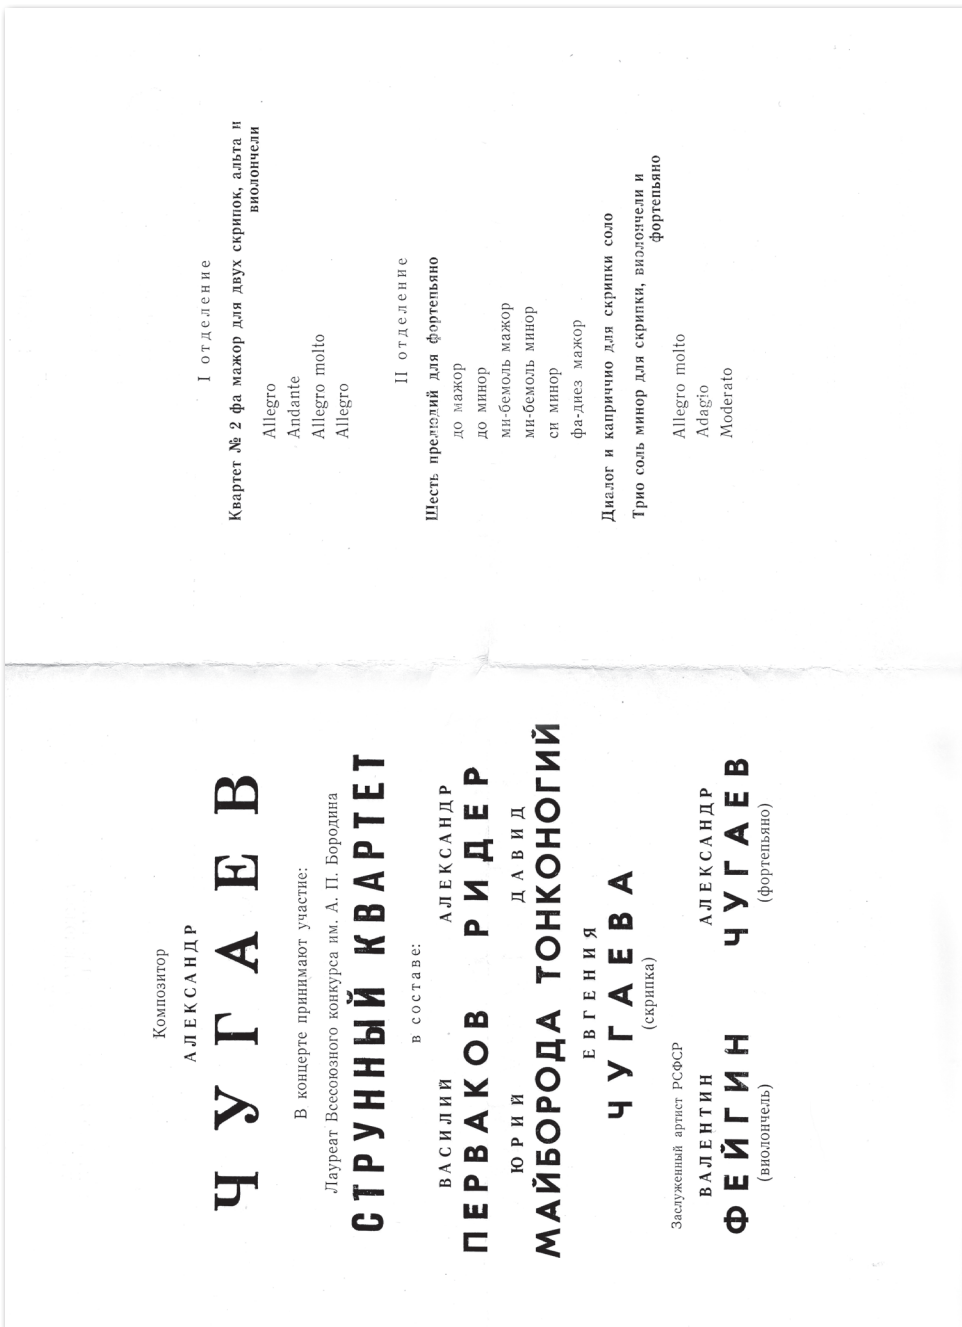 Композитор
АЛЕКСАНДР
ЧУГАЕВ
В концерте принимают участие:
Лауреат Всесоюзного конкурса им. А. П. Бородина
СТРУННЫЙ КВАРТЕТ
в составе:
ВАСИЛИЙ АЛЕКСАНДР
ПЕРВАКОВ РИДЕР
ЮРИЙ ДАВИД
МАЙБОРОДА ТОНКОНОГИЙ
ЕВГЕНИЯ
ЧУГАЕВА
(скрипка)
Заслуженный артист РСФСР
ВАЛЕНТИН АЛЕКСАНДР
ФЕЙГИН ЧУГАЕВ
(виолончель) (фортепьяно)
I отделение
Квартет № 2 фа мажор для двух скрипок, альта и
виолончели
Allegro
Andante
Allegro molto
Allegro
II отделение
Шесть прелюдий для фортепьяно
до мажор
до минор
ми-бемоль мажор
ми-бемоль минор
си минор
фа-диез мажор
Диалог и каприччио для скрипки соло
Трио соль минор для скрипки, виолончели и
фортепьяно
Allegro molto
Adagio
Moderato